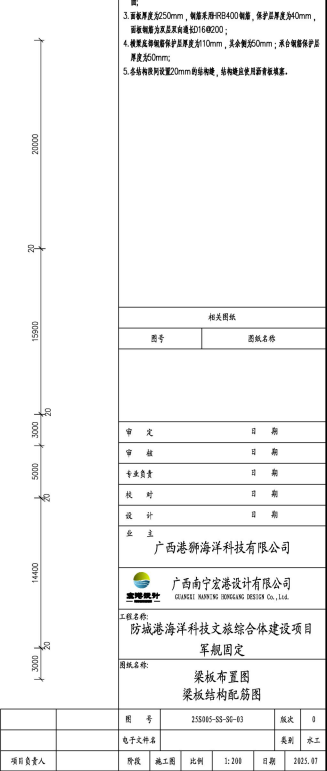 面;
3.面板厚度为250mm，钢筋采用HRB400钢筋，保护层厚度为40mm，
面板钢筋为双层双向通长D16@200；
4.横梁底部钢筋保护层厚度为110mm，其余侧为50mm；承台钢筋保护层
厚度为50mm;
5.各结构段间设置20mm的结构缝，结构缝应使用沥青板填塞。
20000
20
15900
20
3000
5000
20
14400
20
3000
相关图纸
图号 图纸名称
审 定 日 期
审 核 日 期
专业负责 日 期
校 对 日 期
设 计 日 期
业 主
广西港狮海洋科技有限公司
宏港设计
广西南宁宏港设计有限公司
GUANGXI NANNING HONGGANG DESIGN Co.,Ltd.
工程名称:
防城港海洋科技文旅综合体建设项目
军规固定
图纸名称:
梁板布置图
梁板结构配筋图
图 号 25S005-SS-SG-03 版次 0
电子文件名 类别 水工
项目负责人 阶段 施工图 比例 1:200 日期 2025.07